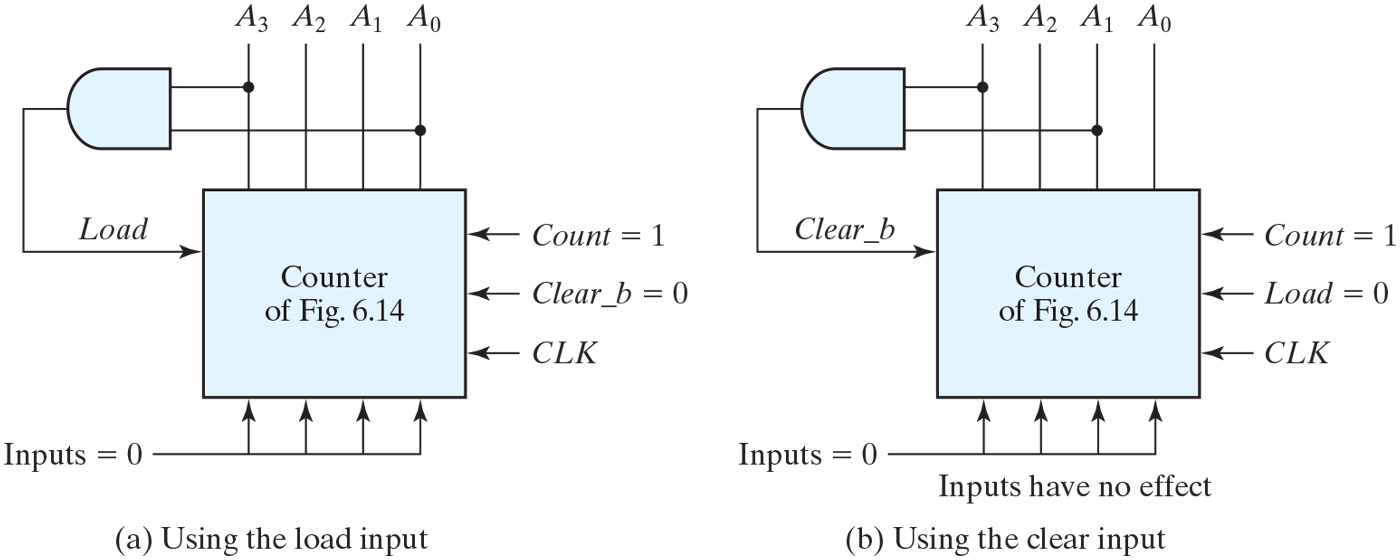 A₃ A₂ A₁ A₀
Load
Counter
of Fig. 6.14
Count = 1
Clear_b = 0
CLK
Inputs = 0
(a) Using the load input
A₃ A₂ A₁ A₀
Clear_b
Counter
of Fig. 6.14
Count = 1
Load = 0
CLK
Inputs = 0
Inputs have no effect
(b) Using the clear input